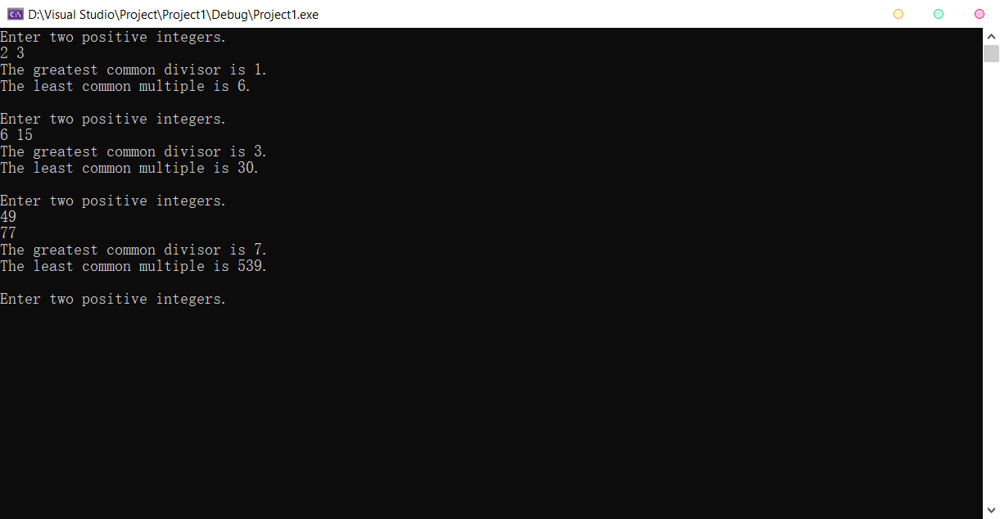 D:\Visual Studio\Project\Project1\Debug\Project1.exe
Enter two positive integers.
2 3
The greatest common divisor is 1.
The least common multiple is 6.
Enter two positive integers.
6 15
The greatest common divisor is 3.
The least common multiple is 30.
Enter two positive integers.
49
77
The greatest common divisor is 7.
The least common multiple is 539.
Enter two positive integers.